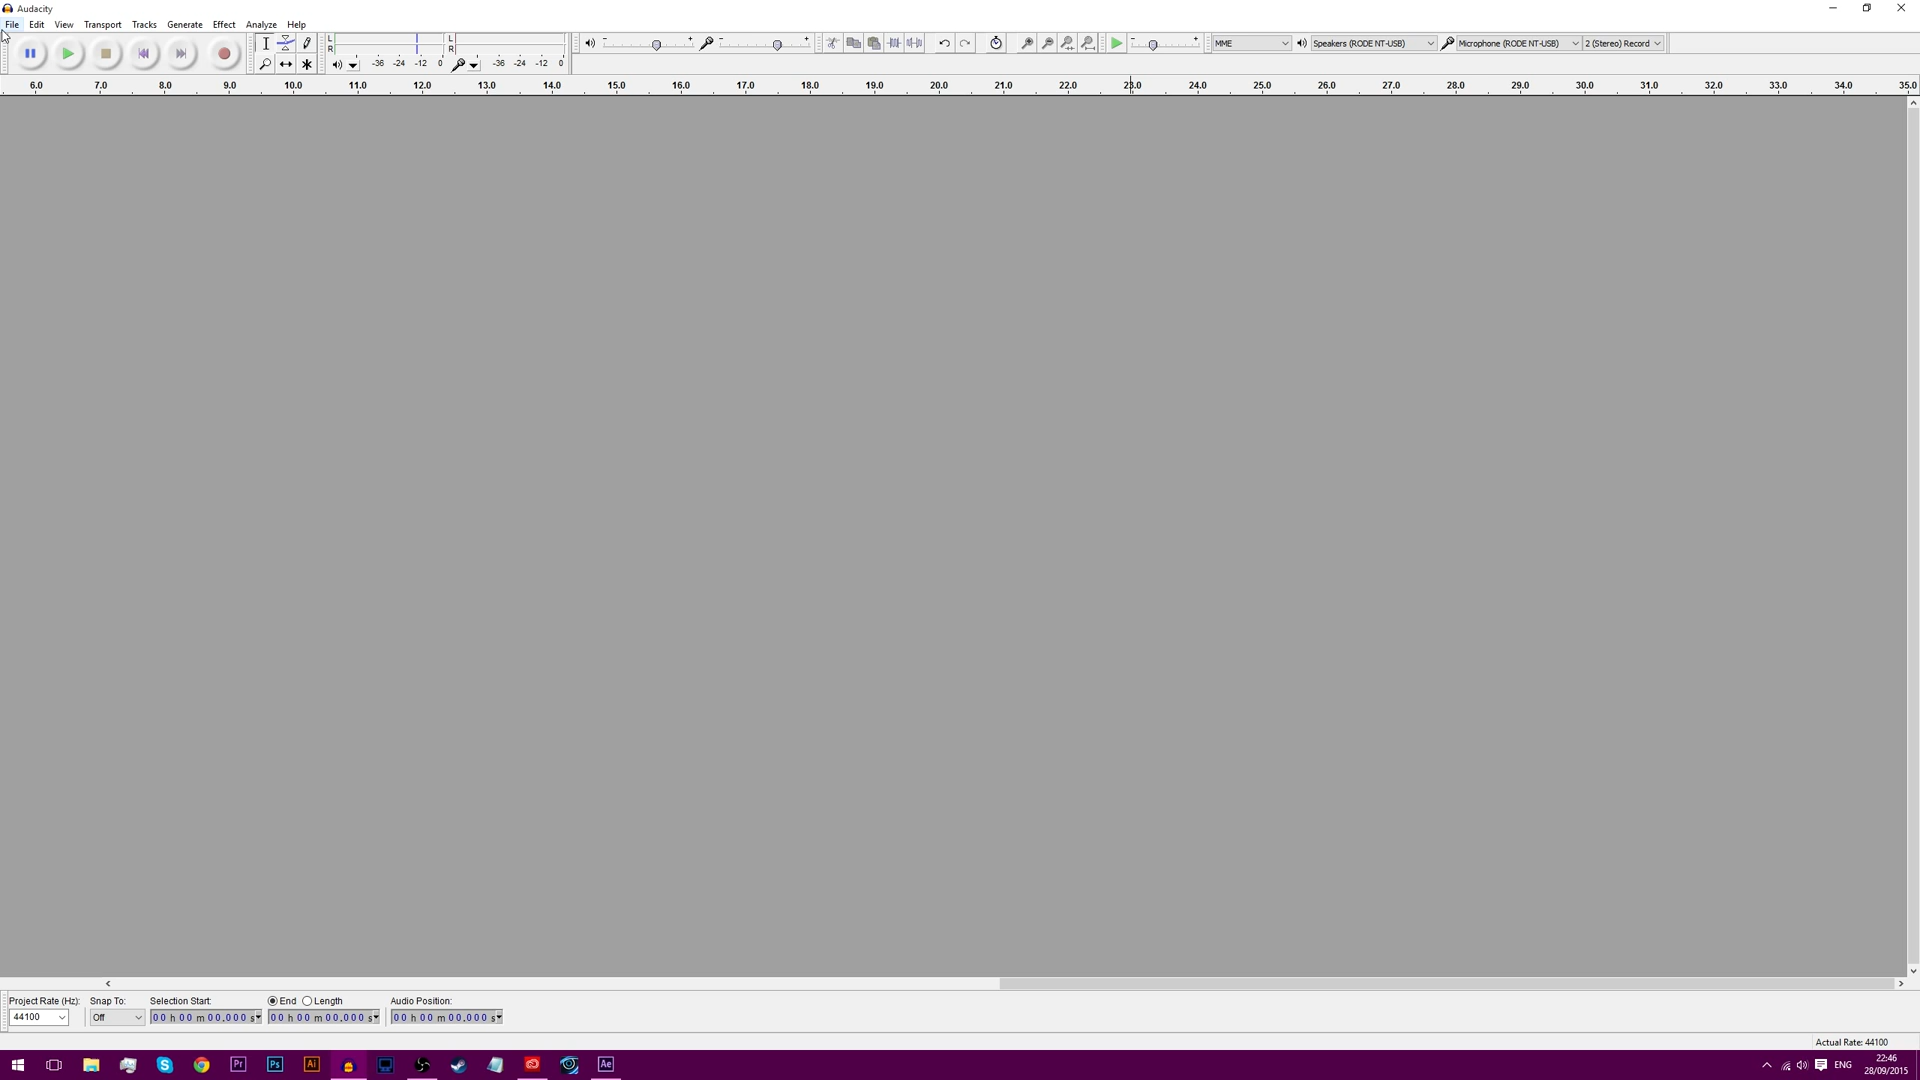 Audacity
File Edit View Transport Tracks Generate Effect Analyze Help
L L
R R
-36 -24 -12 0 -36 -24 -12 0
MME Speakers (RODE NT-USB) Microphone (RODE NT-USB) 2 (Stereo) Record
6.0 7.0 8.0 9.0 10.0 11.0 12.0 13.0 14.0 15.0 16.0 17.0 18.0 19.0 20.0 21.0 22.0 23.0 24.0 25.0 26.0 27.0 28.0 29.0 30.0 31.0 32.0 33.0 34.0 35.0
Project Rate (Hz): Snap To: Selection Start: End Length Audio Position:
44100 Off 00 h 00 m 00.000 s 00 h 00 m 00.000 s 00 h 00 m 00.000 s
Actual Rate: 44100
Pr Ps Ai Ae ENG 22:46
28/09/2015